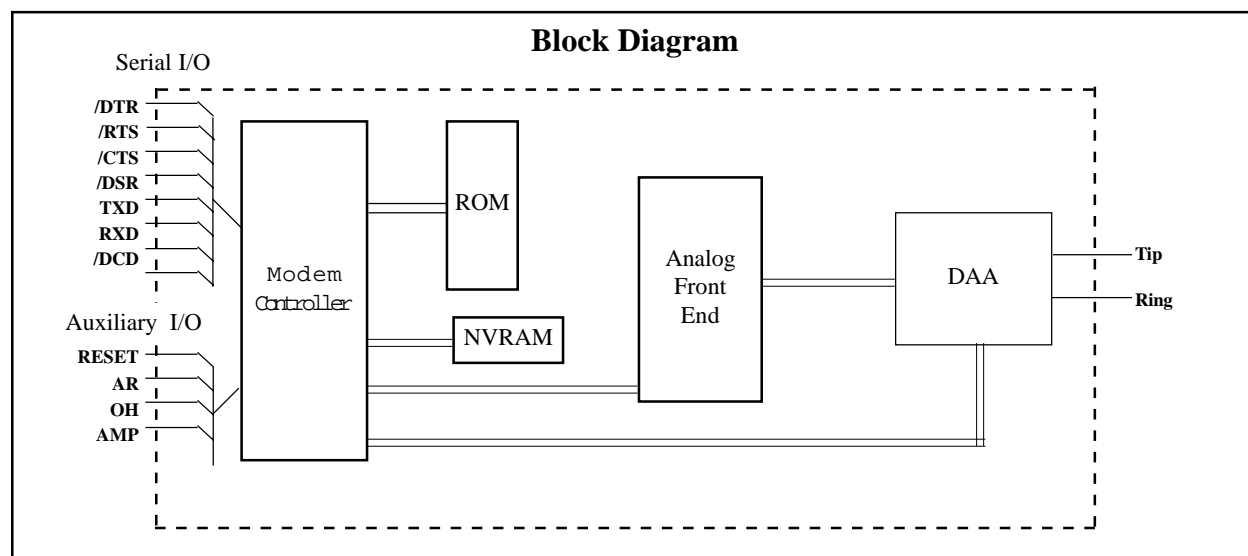 Block Diagram
Serial I/O
/DTR
/RTS
/CTS
/DSR
TXD
RXD
/DCD
Auxiliary I/O
RESET
AR
OH
AMP
Modem
Controller
ROM
NVRAM
Analog
Front
End
DAA
Tip
Ring